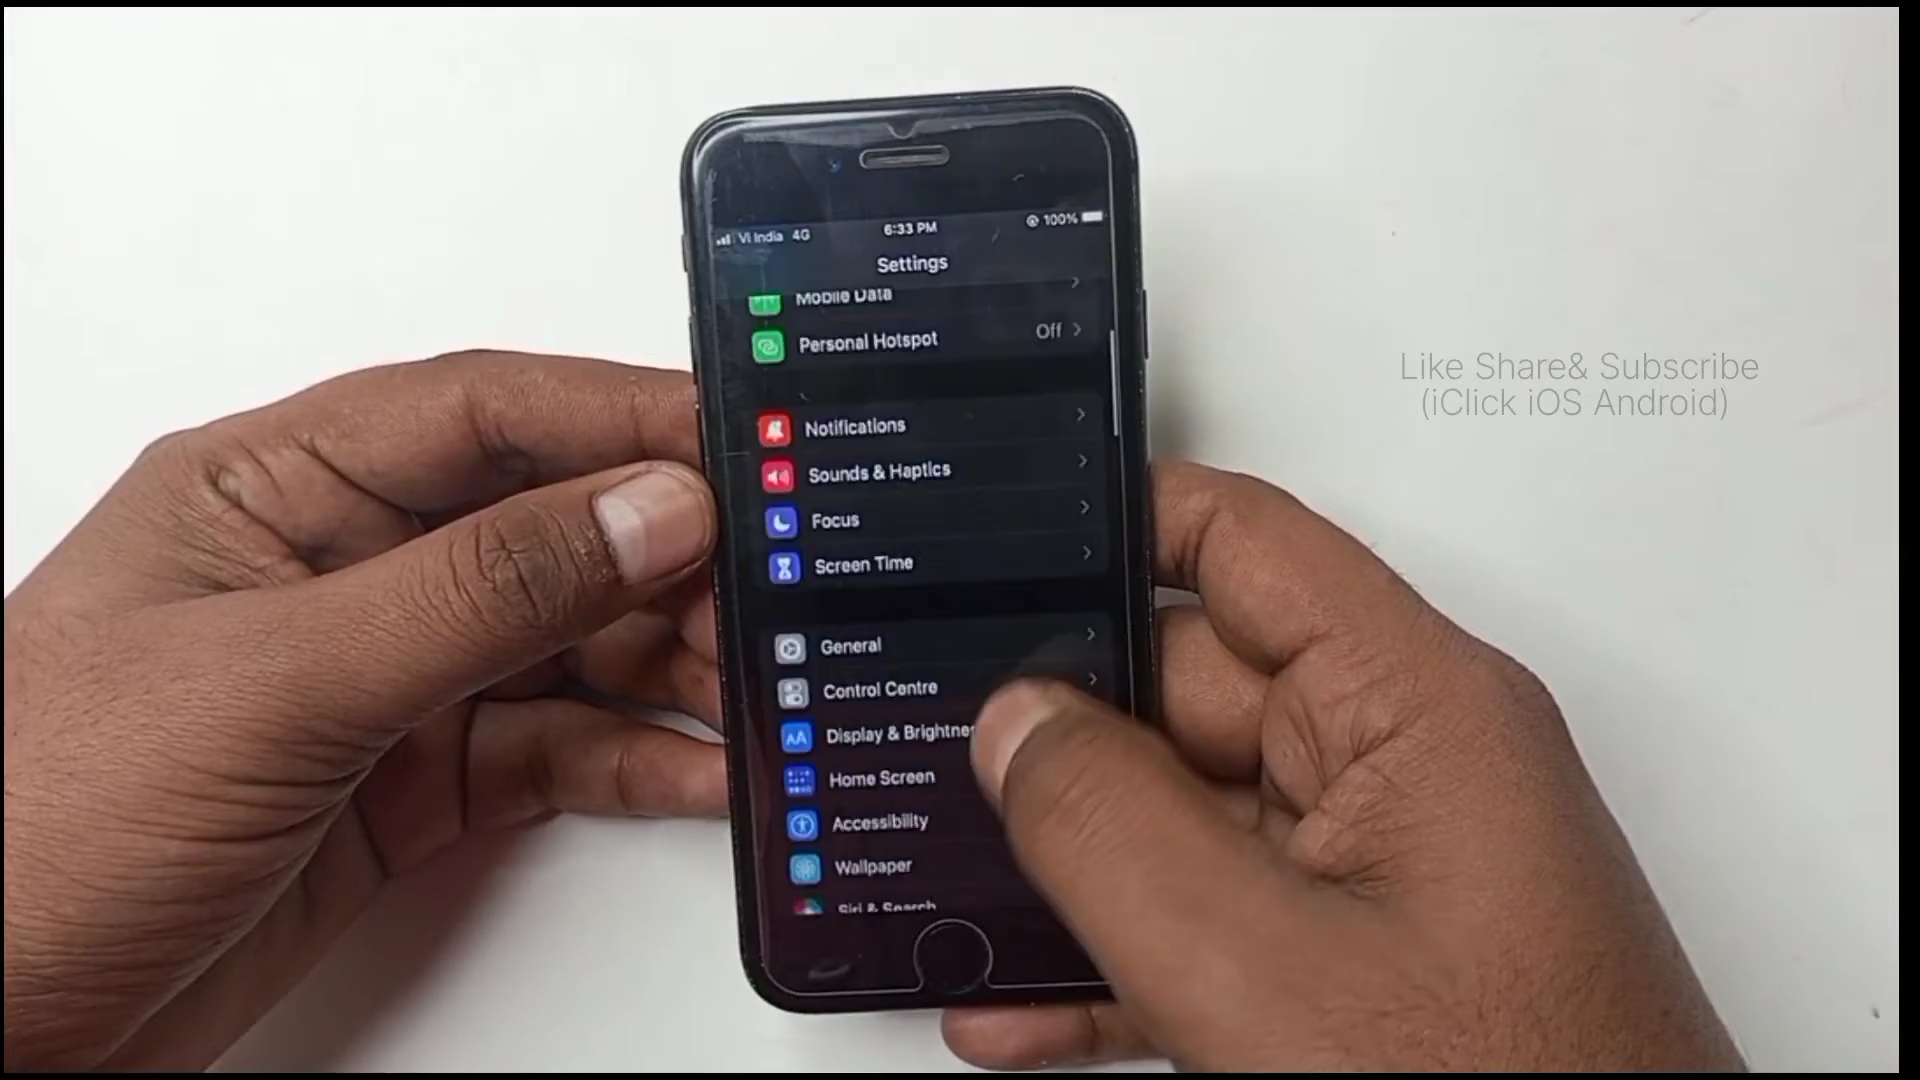 Vi India 4G 6:33 PM 100%
Settings
Mobile Data
Personal Hotspot Off
Notifications
Sounds & Haptics
Focus
Screen Time
General
Control Centre
Display & Brightnes
Home Screen
Accessibility
Wallpaper
Siri & Search
Like Share& Subscribe
(iClick iOS Android)